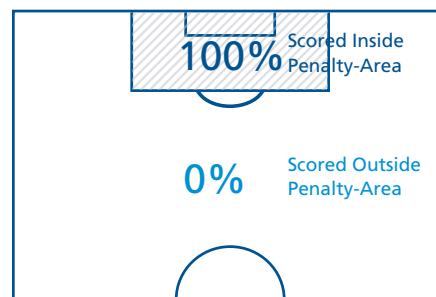 100%
Scored Inside
Penalty-Area
0%
Scored Outside
Penalty-Area